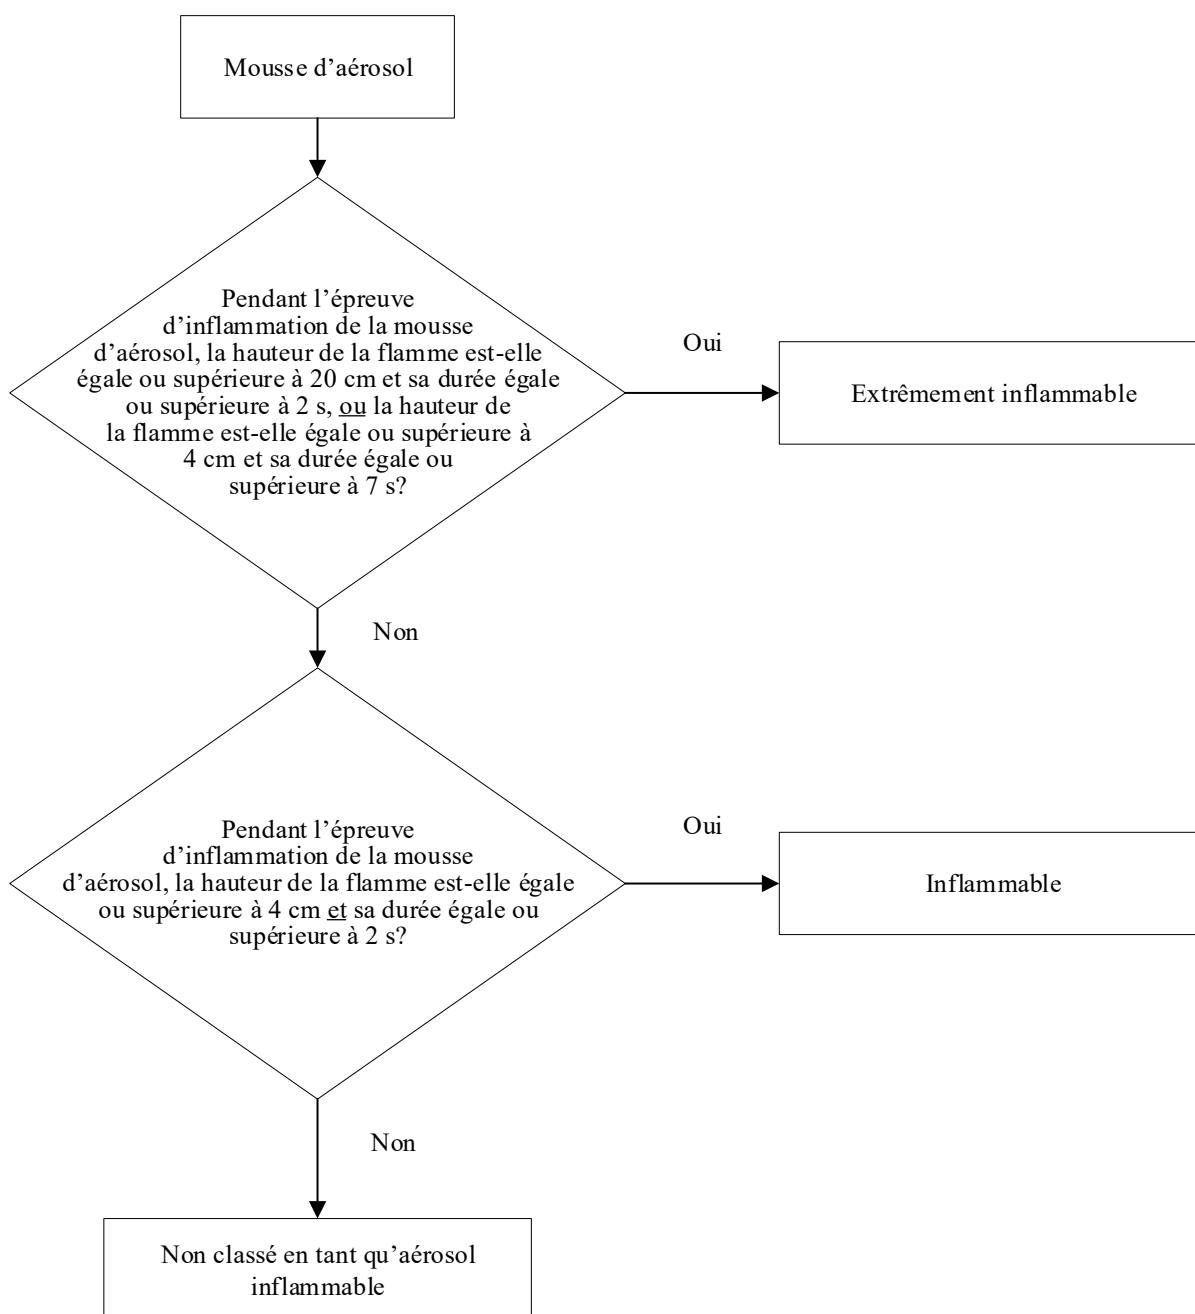 Mousse d’aérosol
Pendant l’épreuve
d’inflammation de la mousse
d’aérosol, la hauteur de la flamme est-elle
égale ou supérieure à 20 cm et sa durée égale
ou supérieure à 2 s, ou la hauteur de
la flamme est-elle égale ou supérieure à
4 cm et sa durée égale ou
supérieure à 7 s?
Oui
Extrêmement inflammable
Non
Pendant l’épreuve
d’inflammation de la mousse
d’aérosol, la hauteur de la flamme est-elle égale
ou supérieure à 4 cm et sa durée égale ou
supérieure à 2 s?
Oui
Inflammable
Non
Non classé en tant qu’aérosol
inflammable